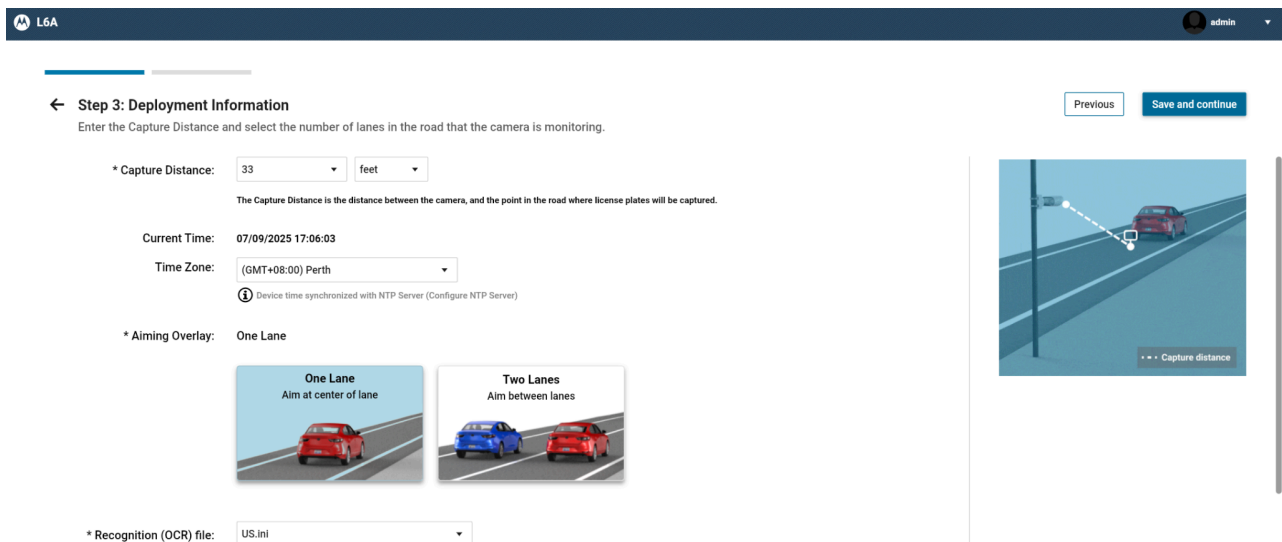 L6A
admin
Step 3: Deployment Information
Previous
Save and continue
Enter the Capture Distance and select the number of lanes in the road that the camera is monitoring.
* Capture Distance:
33
feet
The Capture Distance is the distance between the camera, and the point in the road where license plates will be captured.
Current Time:
07/09/2025 17:06:03
Time Zone:
(GMT+08:00) Perth
Device time synchronized with NTP Server (Configure NTP Server)
* Aiming Overlay:
One Lane
One Lane
Aim at center of lane
Two Lanes
Aim between lanes
Capture distance
* Recognition (OCR) file:
US.ini